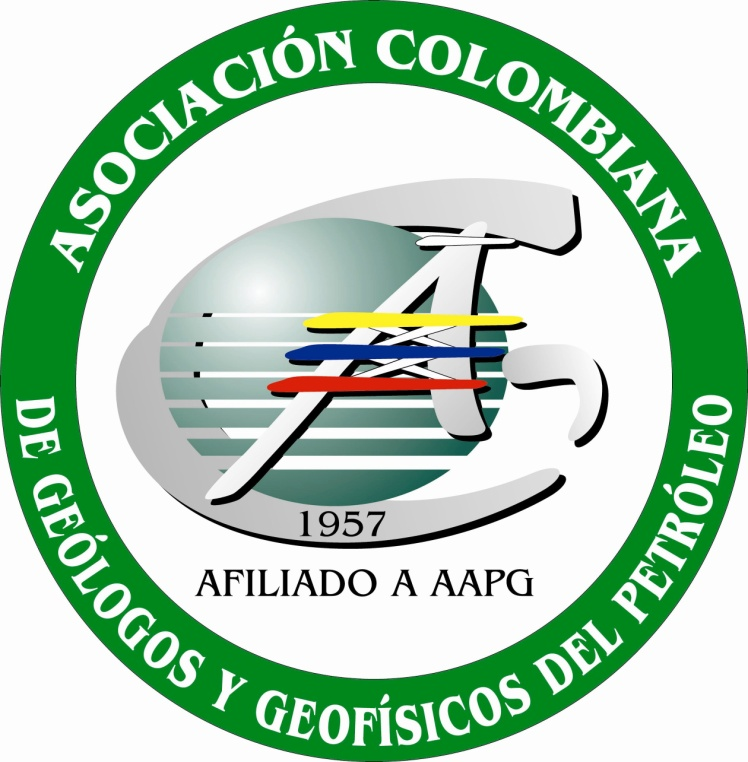 ASOCIACIÓN COLOMBIANA
1957
AFILIADO A AAPG
DE GEÓLOGOS Y GEOFÍSICOS DEL PETRÓLEO